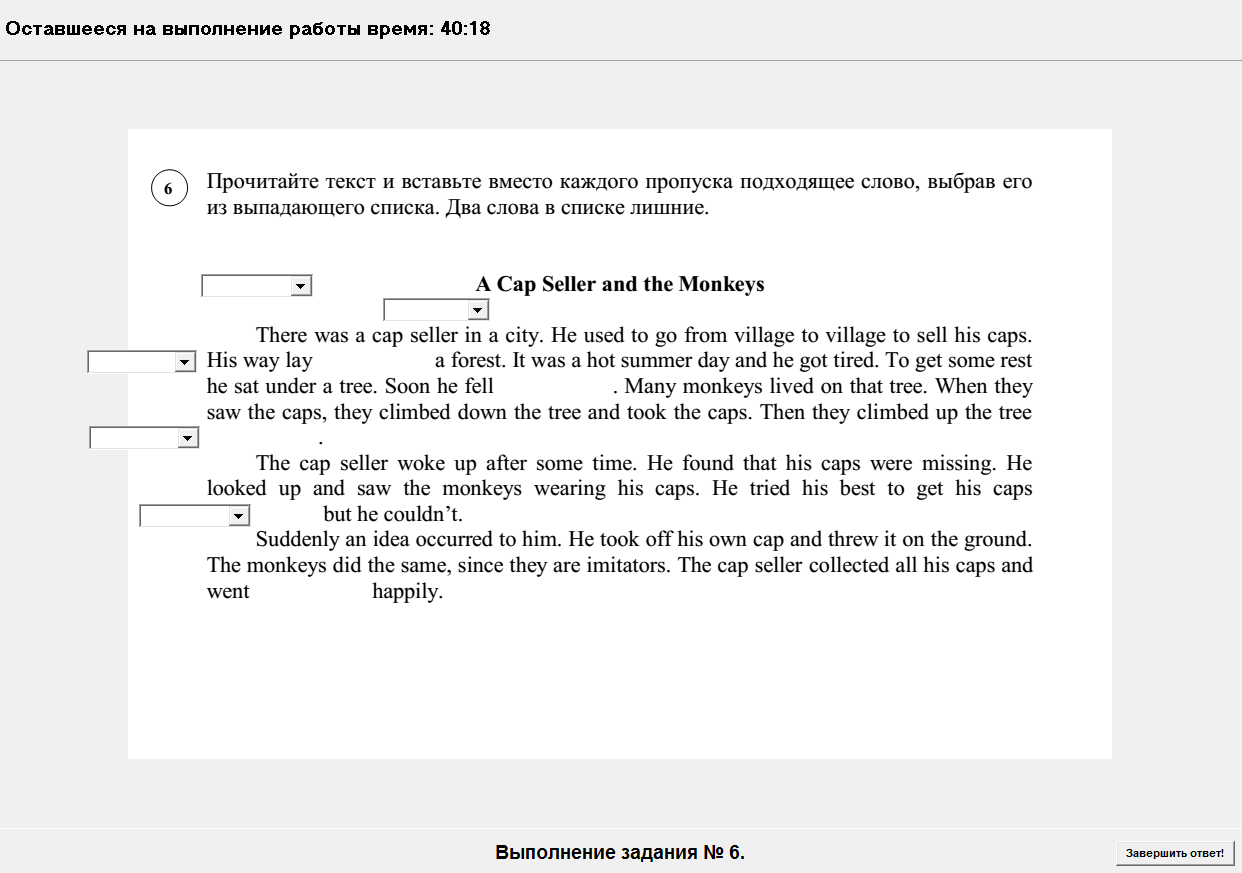 Оставшееся на выполнение работы время: 40:18
6
Прочитайте текст и вставьте вместо каждого пропуска подходящее слово, выбрав его
из выпадающего списка. Два слова в списке лишние.
A Cap Seller and the Monkeys
There was a cap seller in a city. He used to go from village to village to sell his caps.
His way lay a forest. It was a hot summer day and he got tired. To get some rest
he sat under a tree. Soon he fell . Many monkeys lived on that tree. When they
saw the caps, they climbed down the tree and took the caps. Then they climbed up the tree
.
The cap seller woke up after some time. He found that his caps were missing. He
looked up and saw the monkeys wearing his caps. He tried his best to get his caps
but he couldn’t.
Suddenly an idea occurred to him. He took off his own cap and threw it on the ground.
The monkeys did the same, since they are imitators. The cap seller collected all his caps and
went happily.
Выполнение задания № 6.
Завершить ответ!